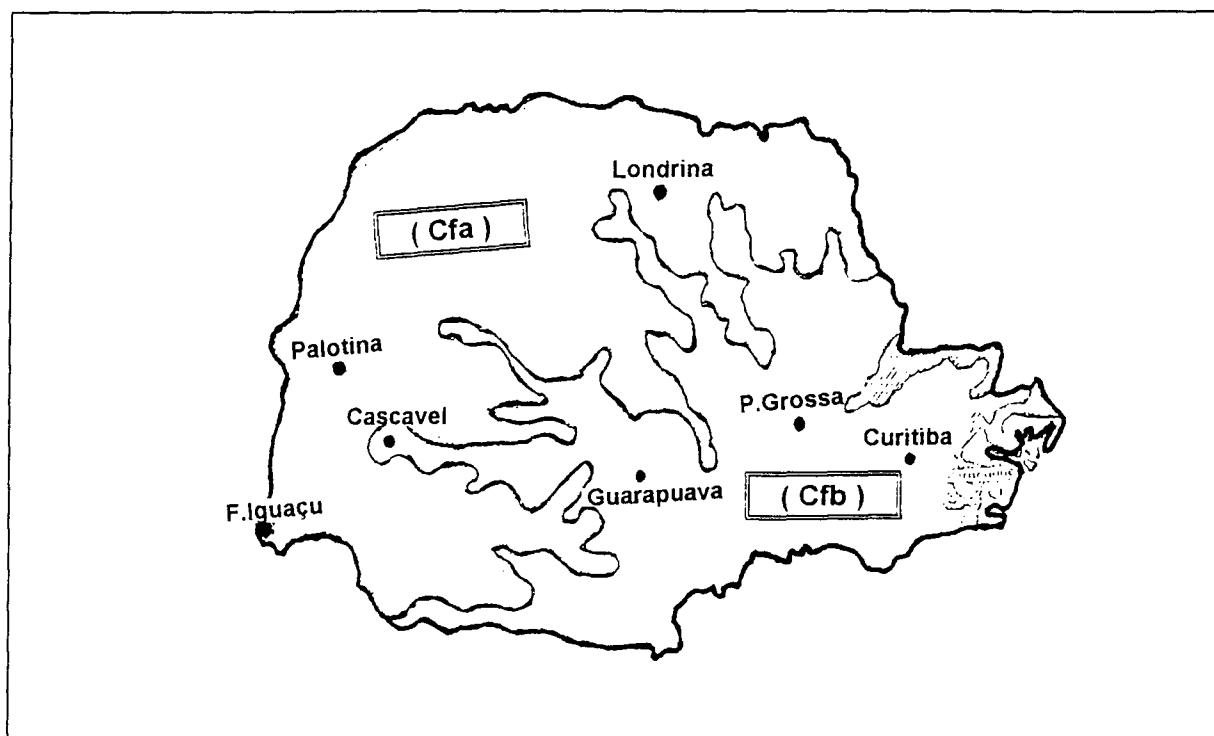 Londrina
( Cfa )
Palotina
P.Grossa
Cascavel
Curitiba
Guarapuava
( Cfb )
F.Iguaçu